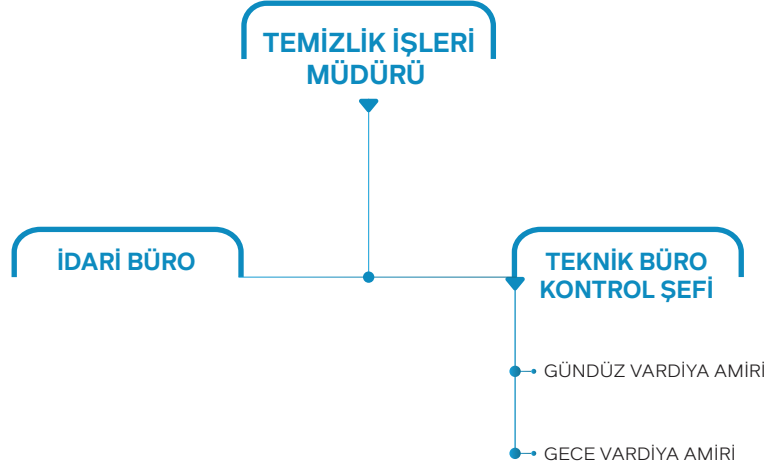 TEMİZLİK İŞLERİ
MÜDÜRÜ
İDARİ BÜRO
TEKNİK BÜRO
KONTROL ŞEFİ
GÜNDÜZ VARDİYA AMİRİ
GECE VARDİYA AMİRİ